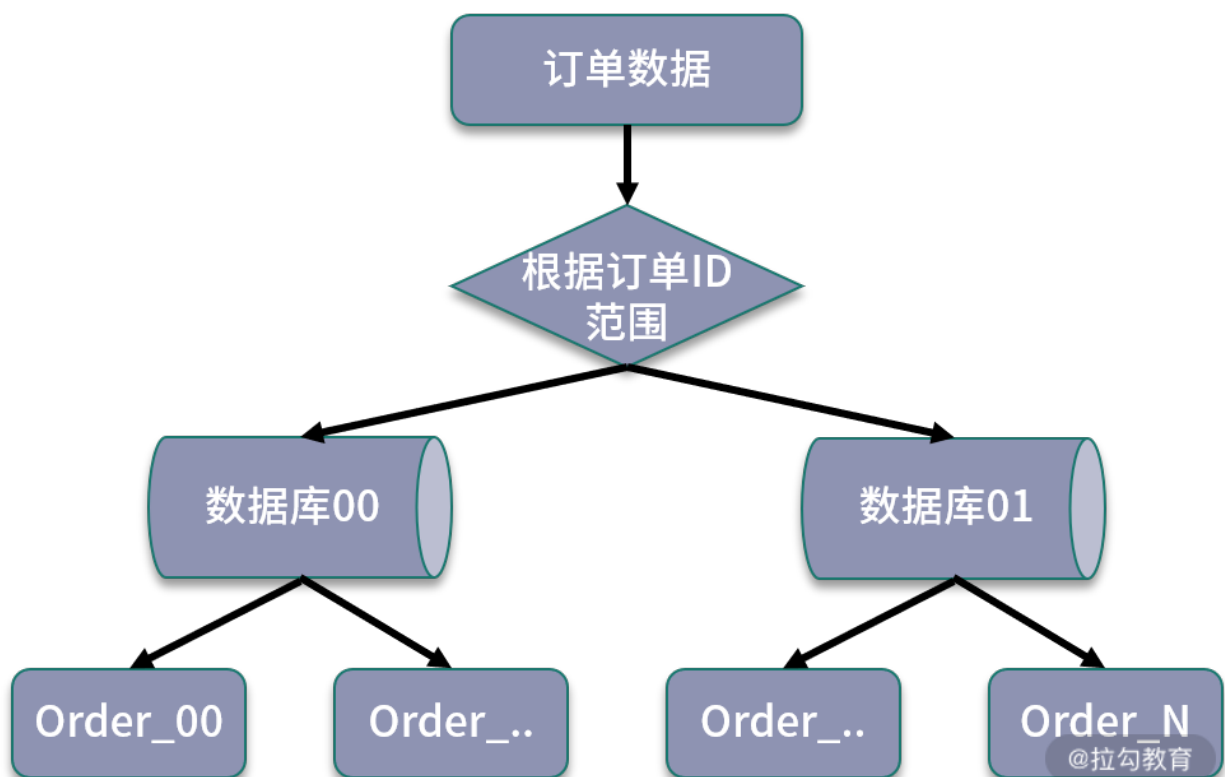 订单数据
根据订单ID
范围
数据库00
数据库01
Order_00
Order_..
Order_..
Order_N
@拉勾教育